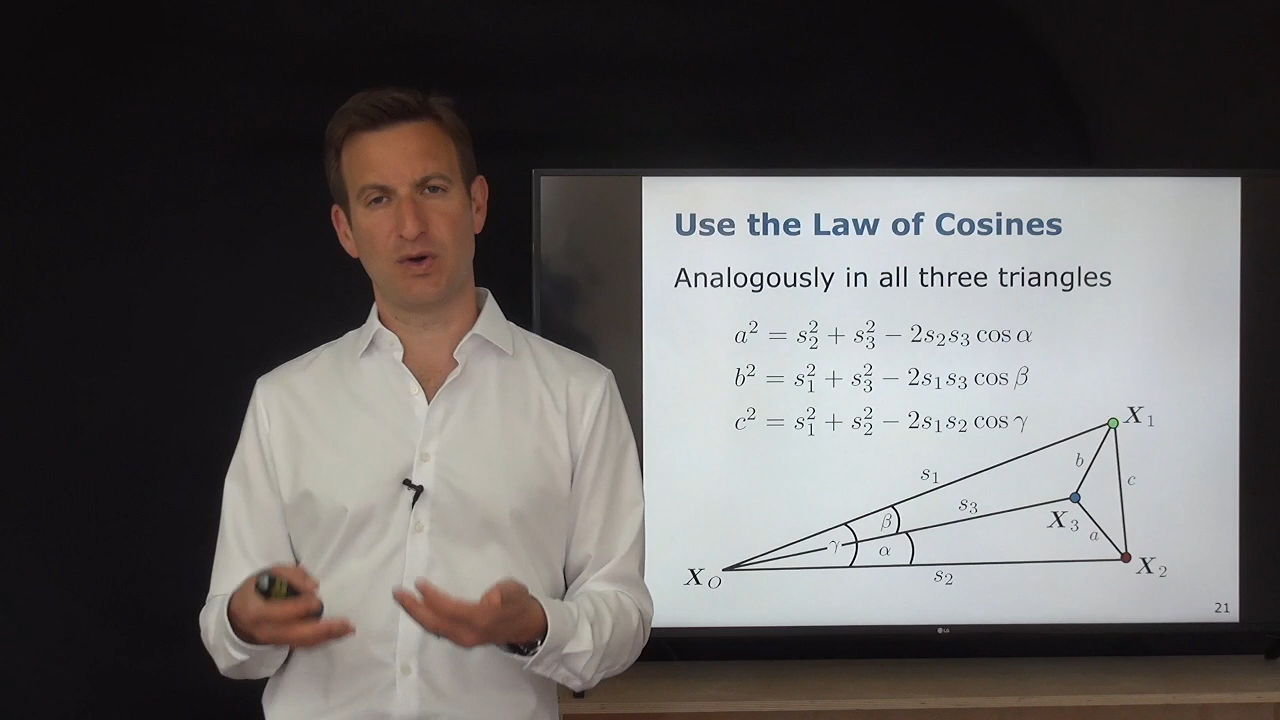 Use the Law of Cosines
Analogously in all three triangles
a² = s₂² + s₃² − 2s₂s₃ cos α
b² = s₁² + s₃² − 2s₁s₃ cos β
c² = s₁² + s₂² − 2s₁s₂ cos γ
X₁
s₁
b
c
s₃
β
X₃
a
γ
α
X₂
X_O
s₂
21
LG